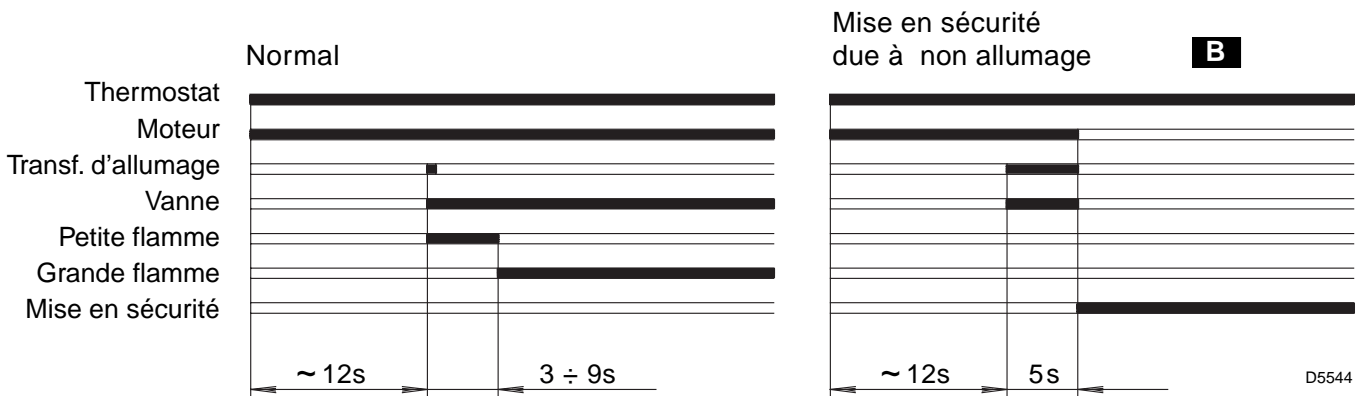 Mise en sécurité
due à non allumage B
Normal
Thermostat
Moteur
Transf. d'allumage
Vanne
Petite flamme
Grande flamme
Mise en sécurité
~ 12s 3 ÷ 9s ~ 12s 5s D5544